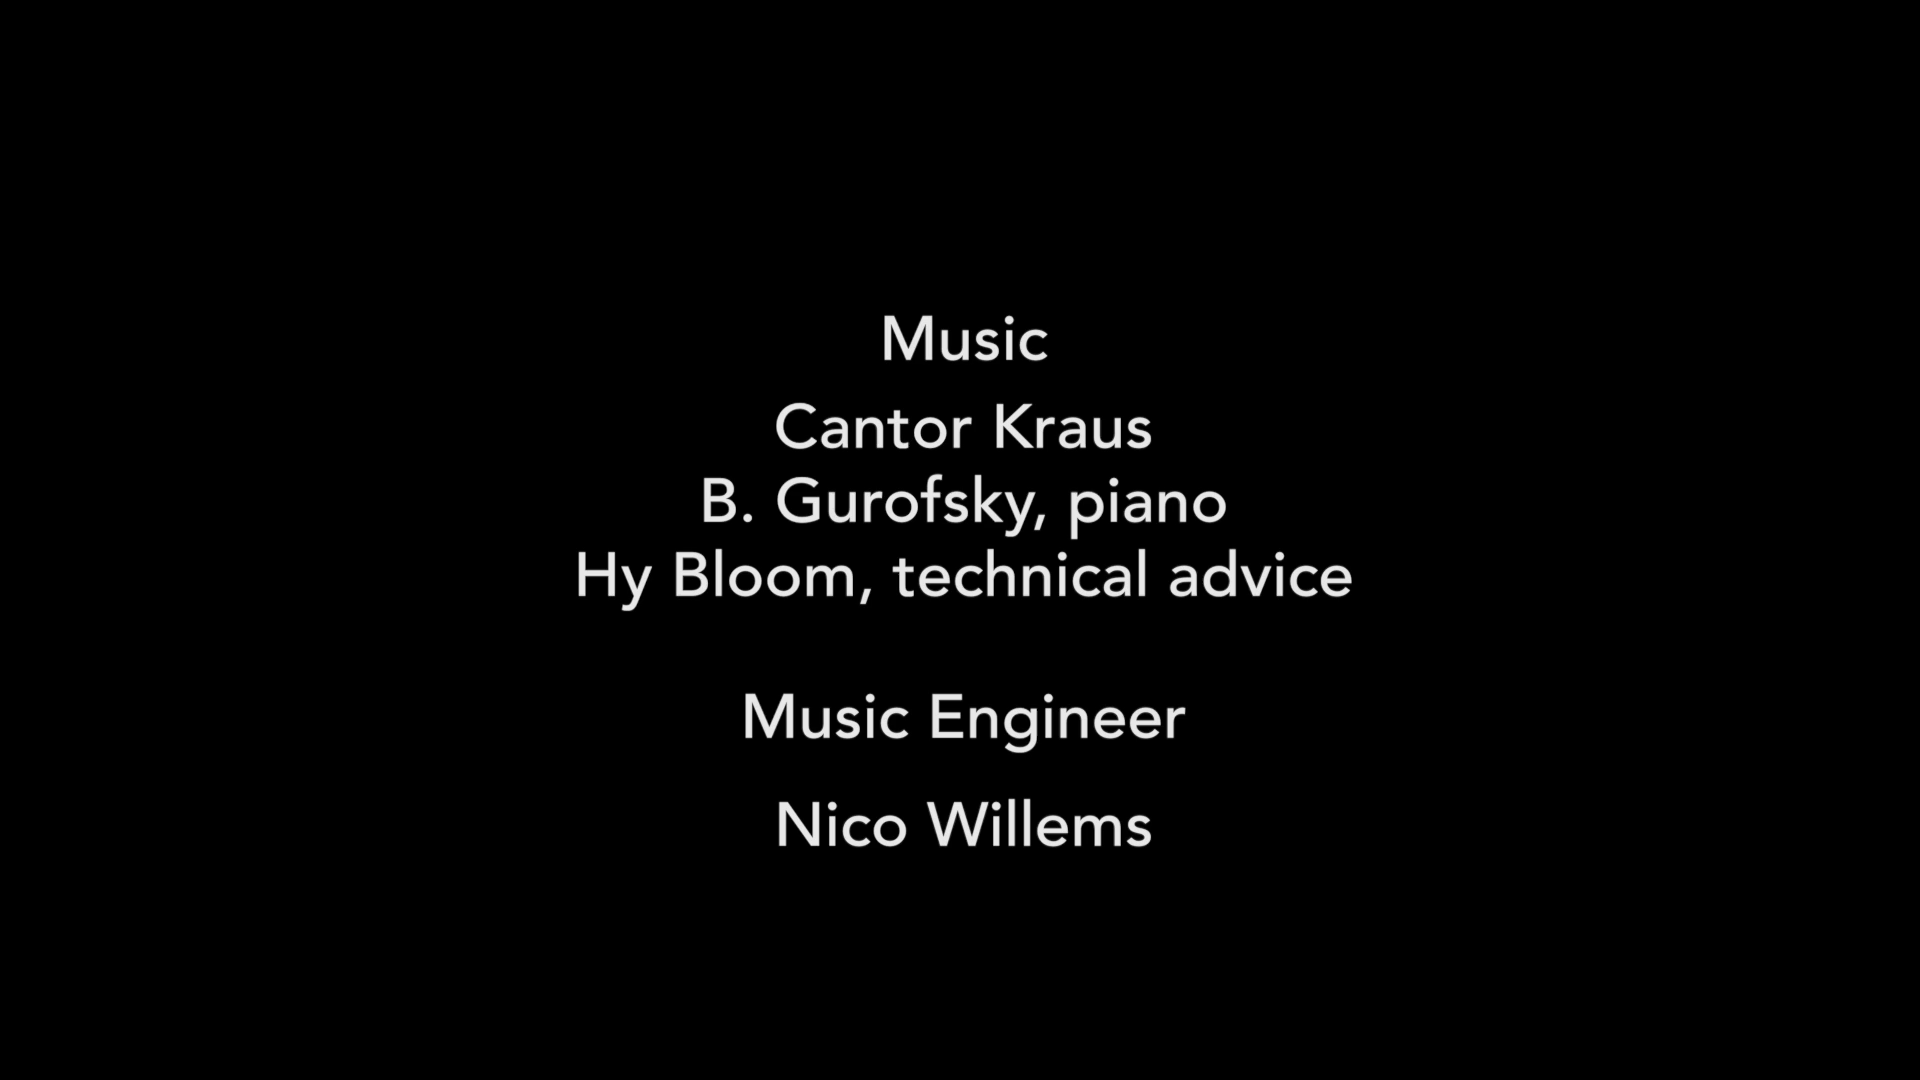 Music
Cantor Kraus
B. Gurofsky, piano
Hy Bloom, technical advice
Music Engineer
Nico Willems